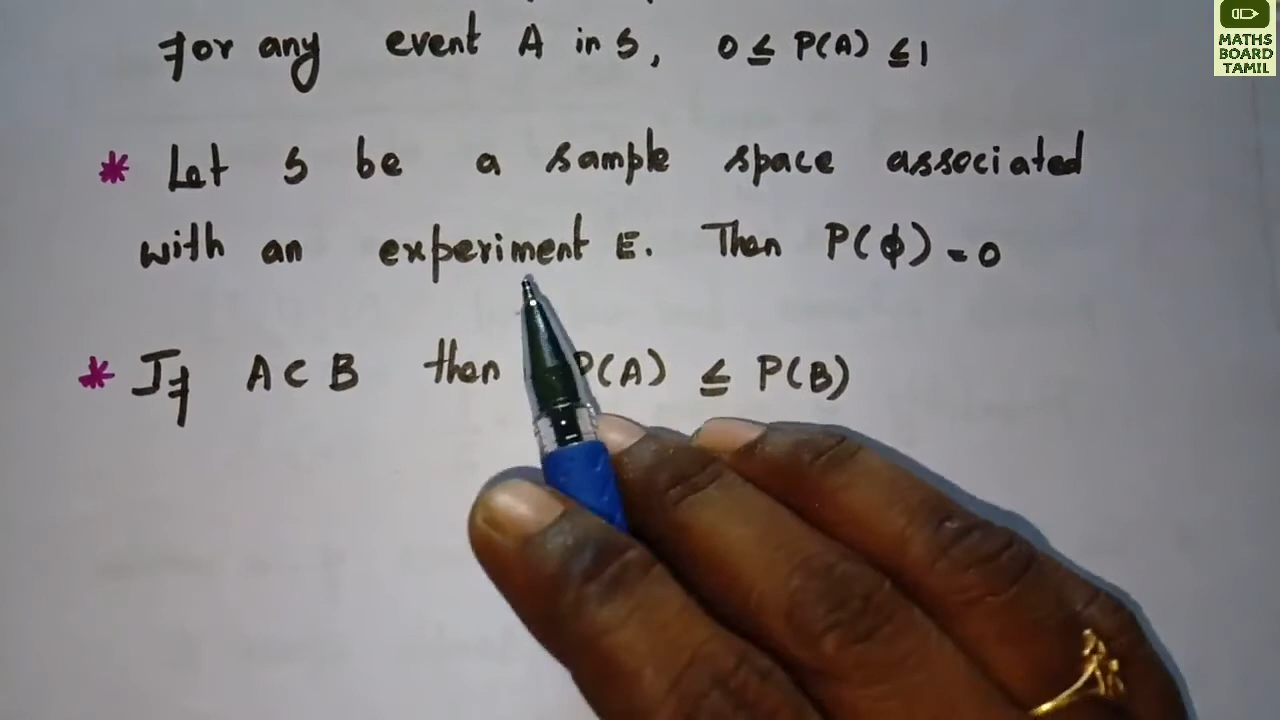 for any event A in S, 0 ≤ P(A) ≤ 1
* Let S be a sample space associated
with an experiment E. Then P(ϕ) = 0
* If A ⊂ B then P(A) ≤ P(B)
MATHS
BOARD
TAMIL